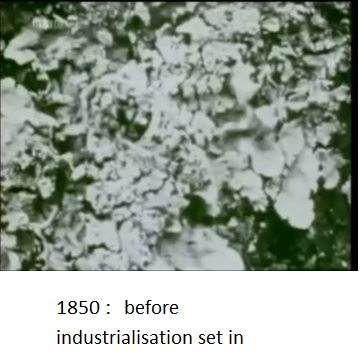 1850 : before
industrialisation set in